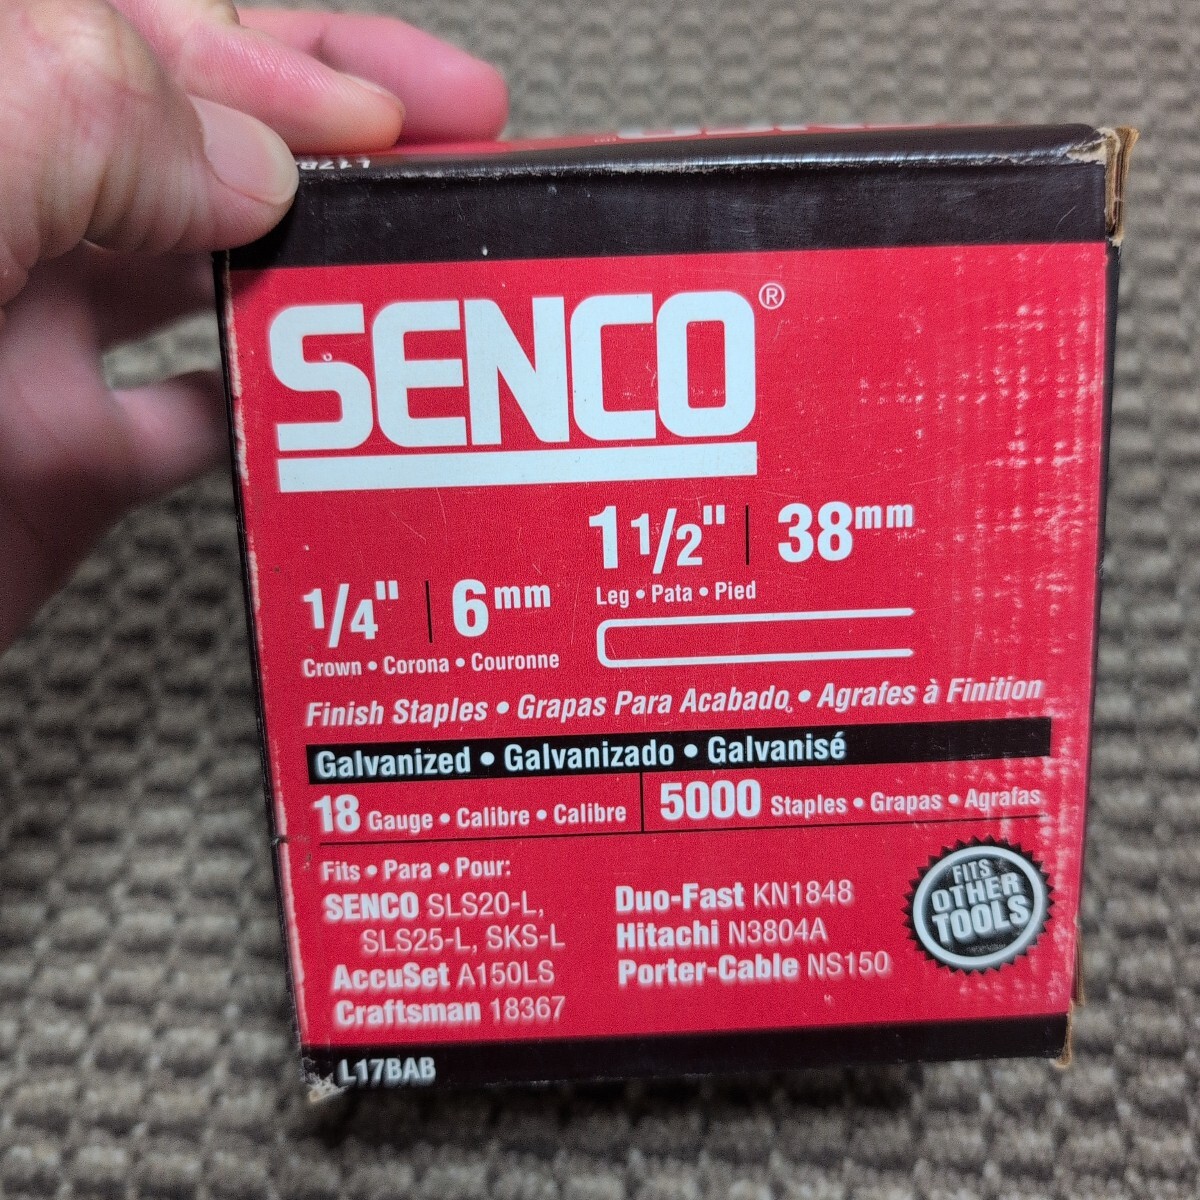 SENCO®
1 1/2" | 38mm
Leg • Pata • Pied
1/4" | 6mm
Crown • Corona • Couronne
Finish Staples • Grapas Para Acabado • Agrafes à Finition
Galvanized • Galvanizado • Galvanisé
18 Gauge • Calibre • Calibre | 5000 Staples • Grapas • Agrafas
Fits • Para • Pour:
SENCO SLS20-L,
SLS25-L, SKS-L
AccuSet A150LS
Craftsman 18367
Duo-Fast KN1848
Hitachi N3804A
Porter-Cable NS150
FITS
OTHER
TOOLS
L17BAB